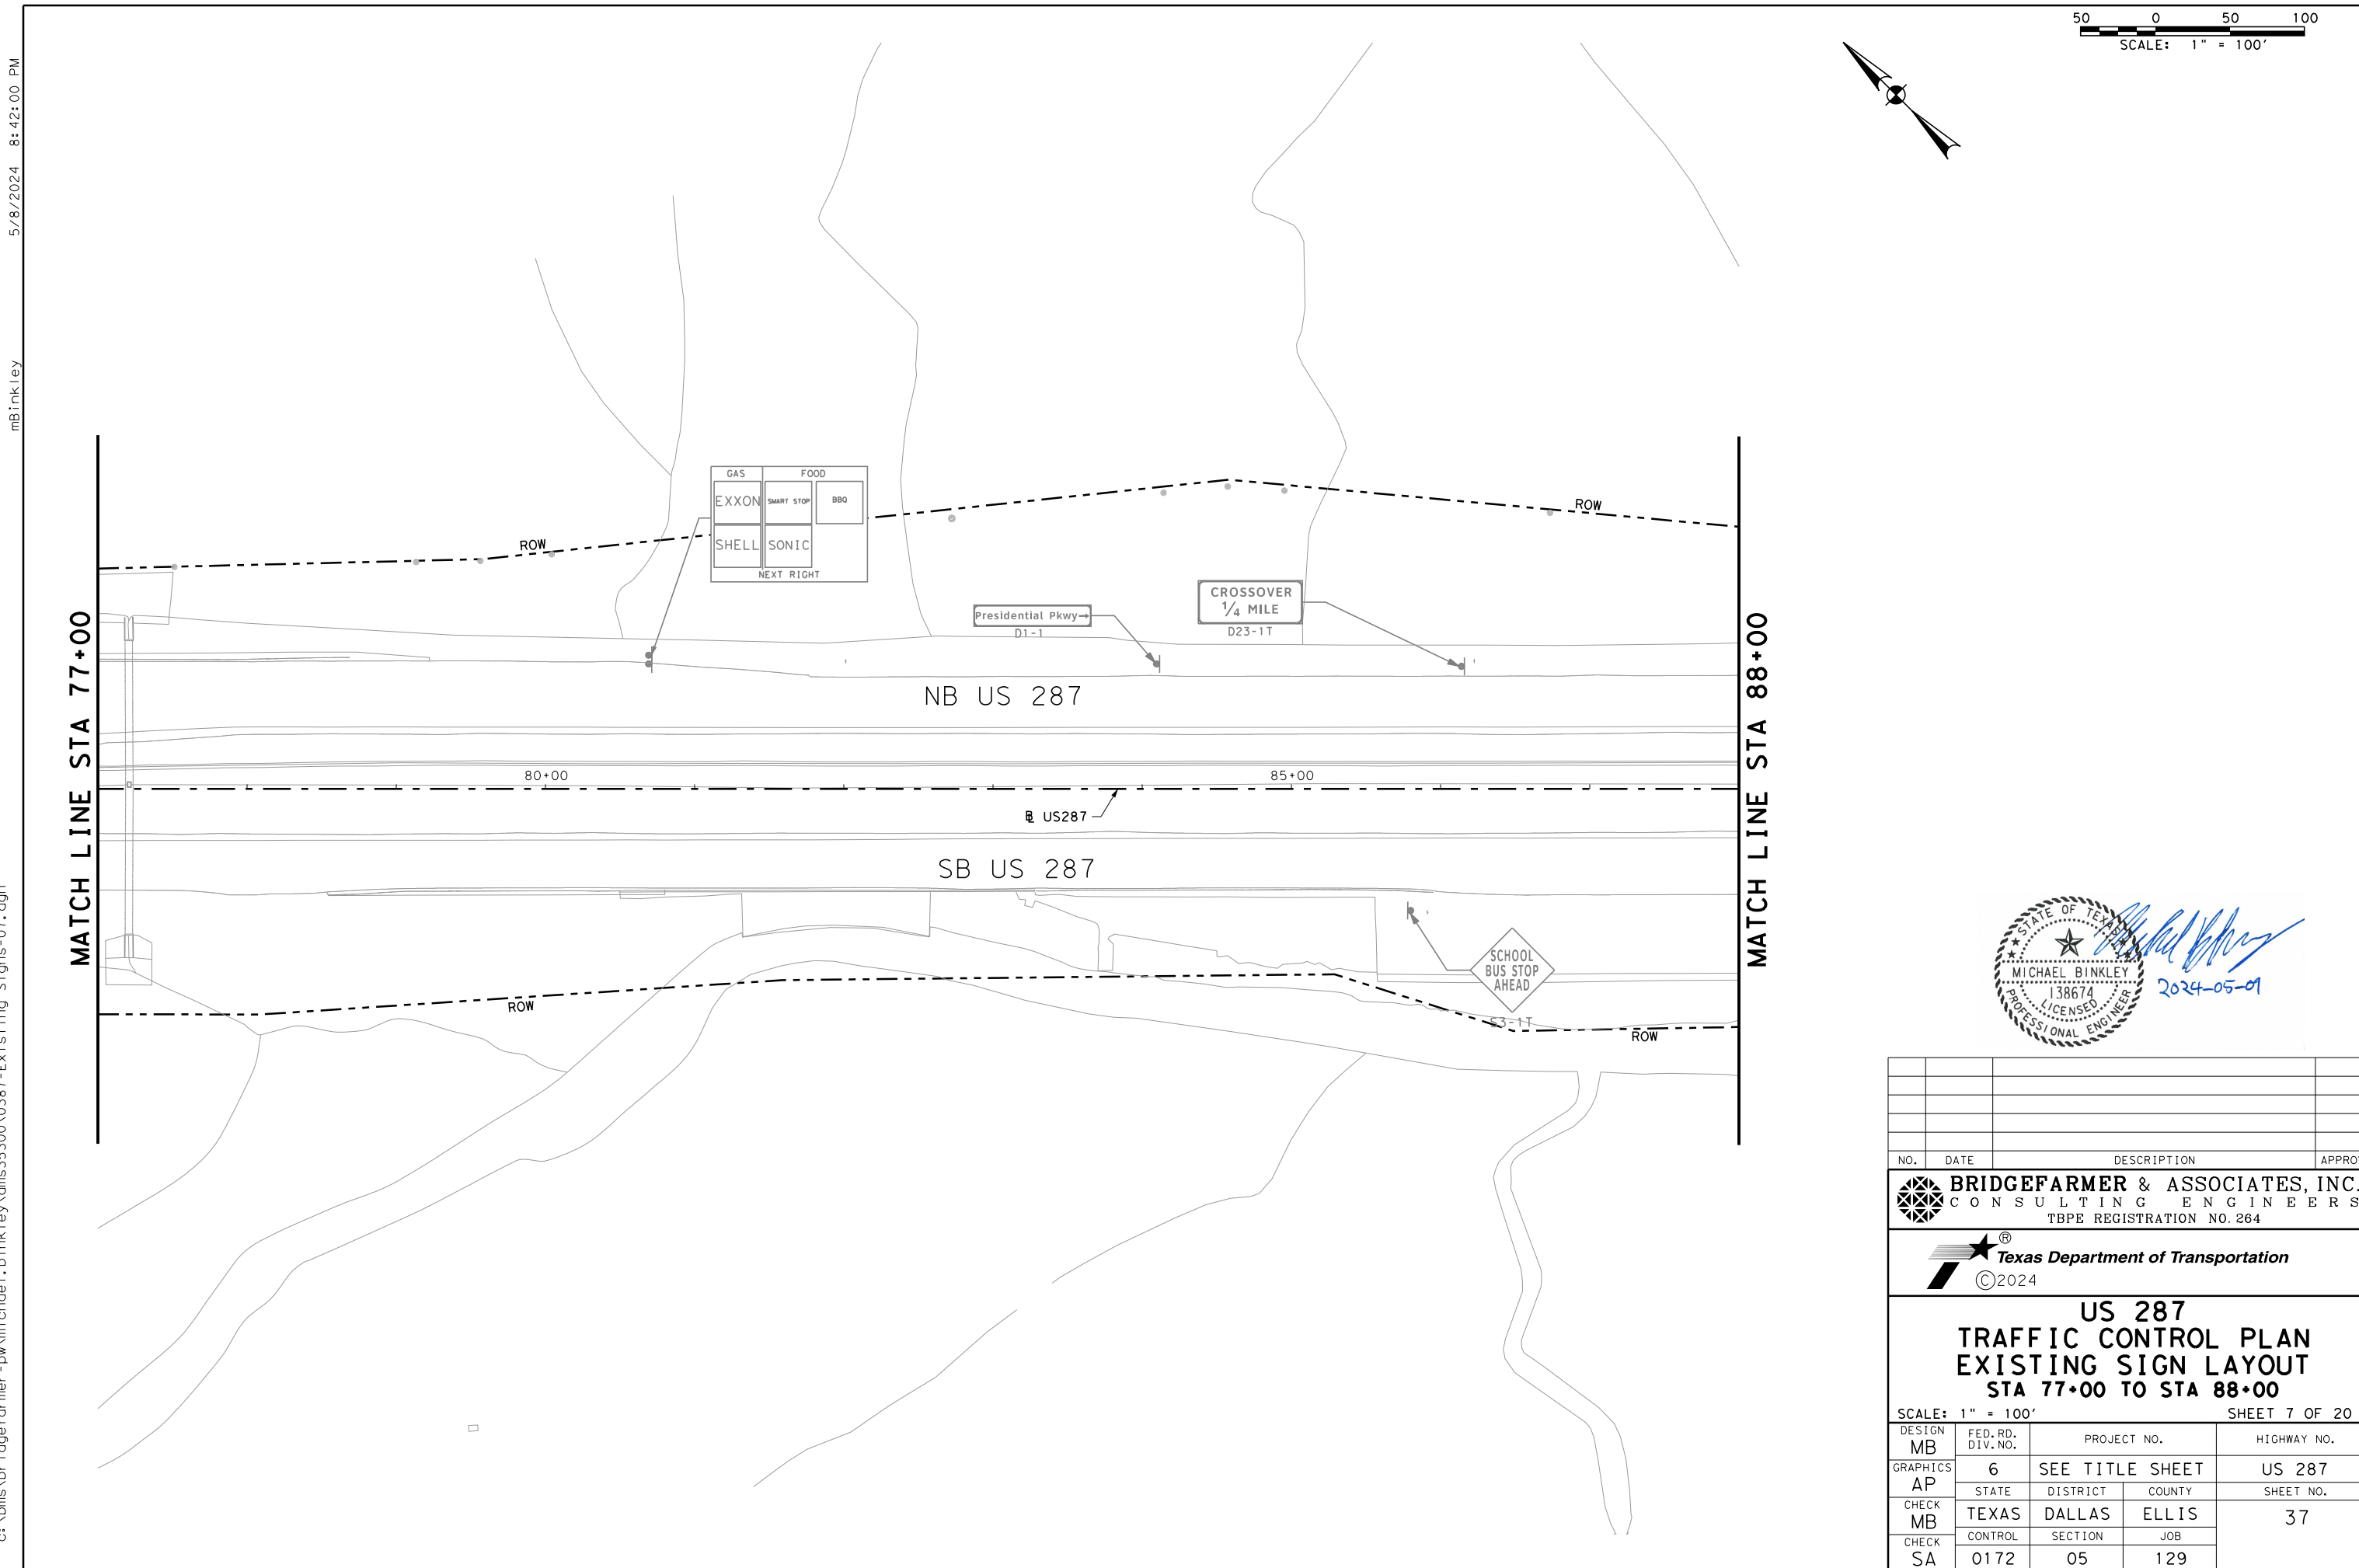 5/8/2024 8:42:00 PM
mBinkley
50 0 50 100
SCALE: 1" = 100'
MATCH LINE STA 77+00
MATCH LINE STA 88+00
GAS FOOD
EXXON SMART STOP BBQ
SHELL SONIC
NEXT RIGHT
ROW
ROW
Presidential Pkwy→
D1-1
CROSSOVER
1/4 MILE
D23-1T
NB US 287
80+00
85+00
℄ US287
SB US 287
SCHOOL
BUS STOP
AHEAD
S3-1T
ROW
ROW
STATE OF TEXAS
MICHAEL BINKLEY
138674
LICENSED
PROFESSIONAL ENGINEER
NO. DATE DESCRIPTION
BRIDGEFARMER & ASSOCIATES, INC.
CONSULTING ENGINEERS
TBPE REGISTRATION NO. 264
®
Texas Department of Transportation
©2024
US 287
TRAFFIC CONTROL PLAN
EXISTING SIGN LAYOUT
STA 77+00 TO STA 88+00
SCALE: 1" = 100' SHEET 7 OF 20
DESIGN MB
FED.RD. DIV.NO. PROJECT NO. HIGHWAY NO.
GRAPHICS AP
6 SEE TITLE SHEET US 287
STATE DISTRICT COUNTY SHEET NO.
CHECK MB
TEXAS DALLAS ELLIS 37
CONTROL SECTION JOB
CHECK SA
0172 05 129